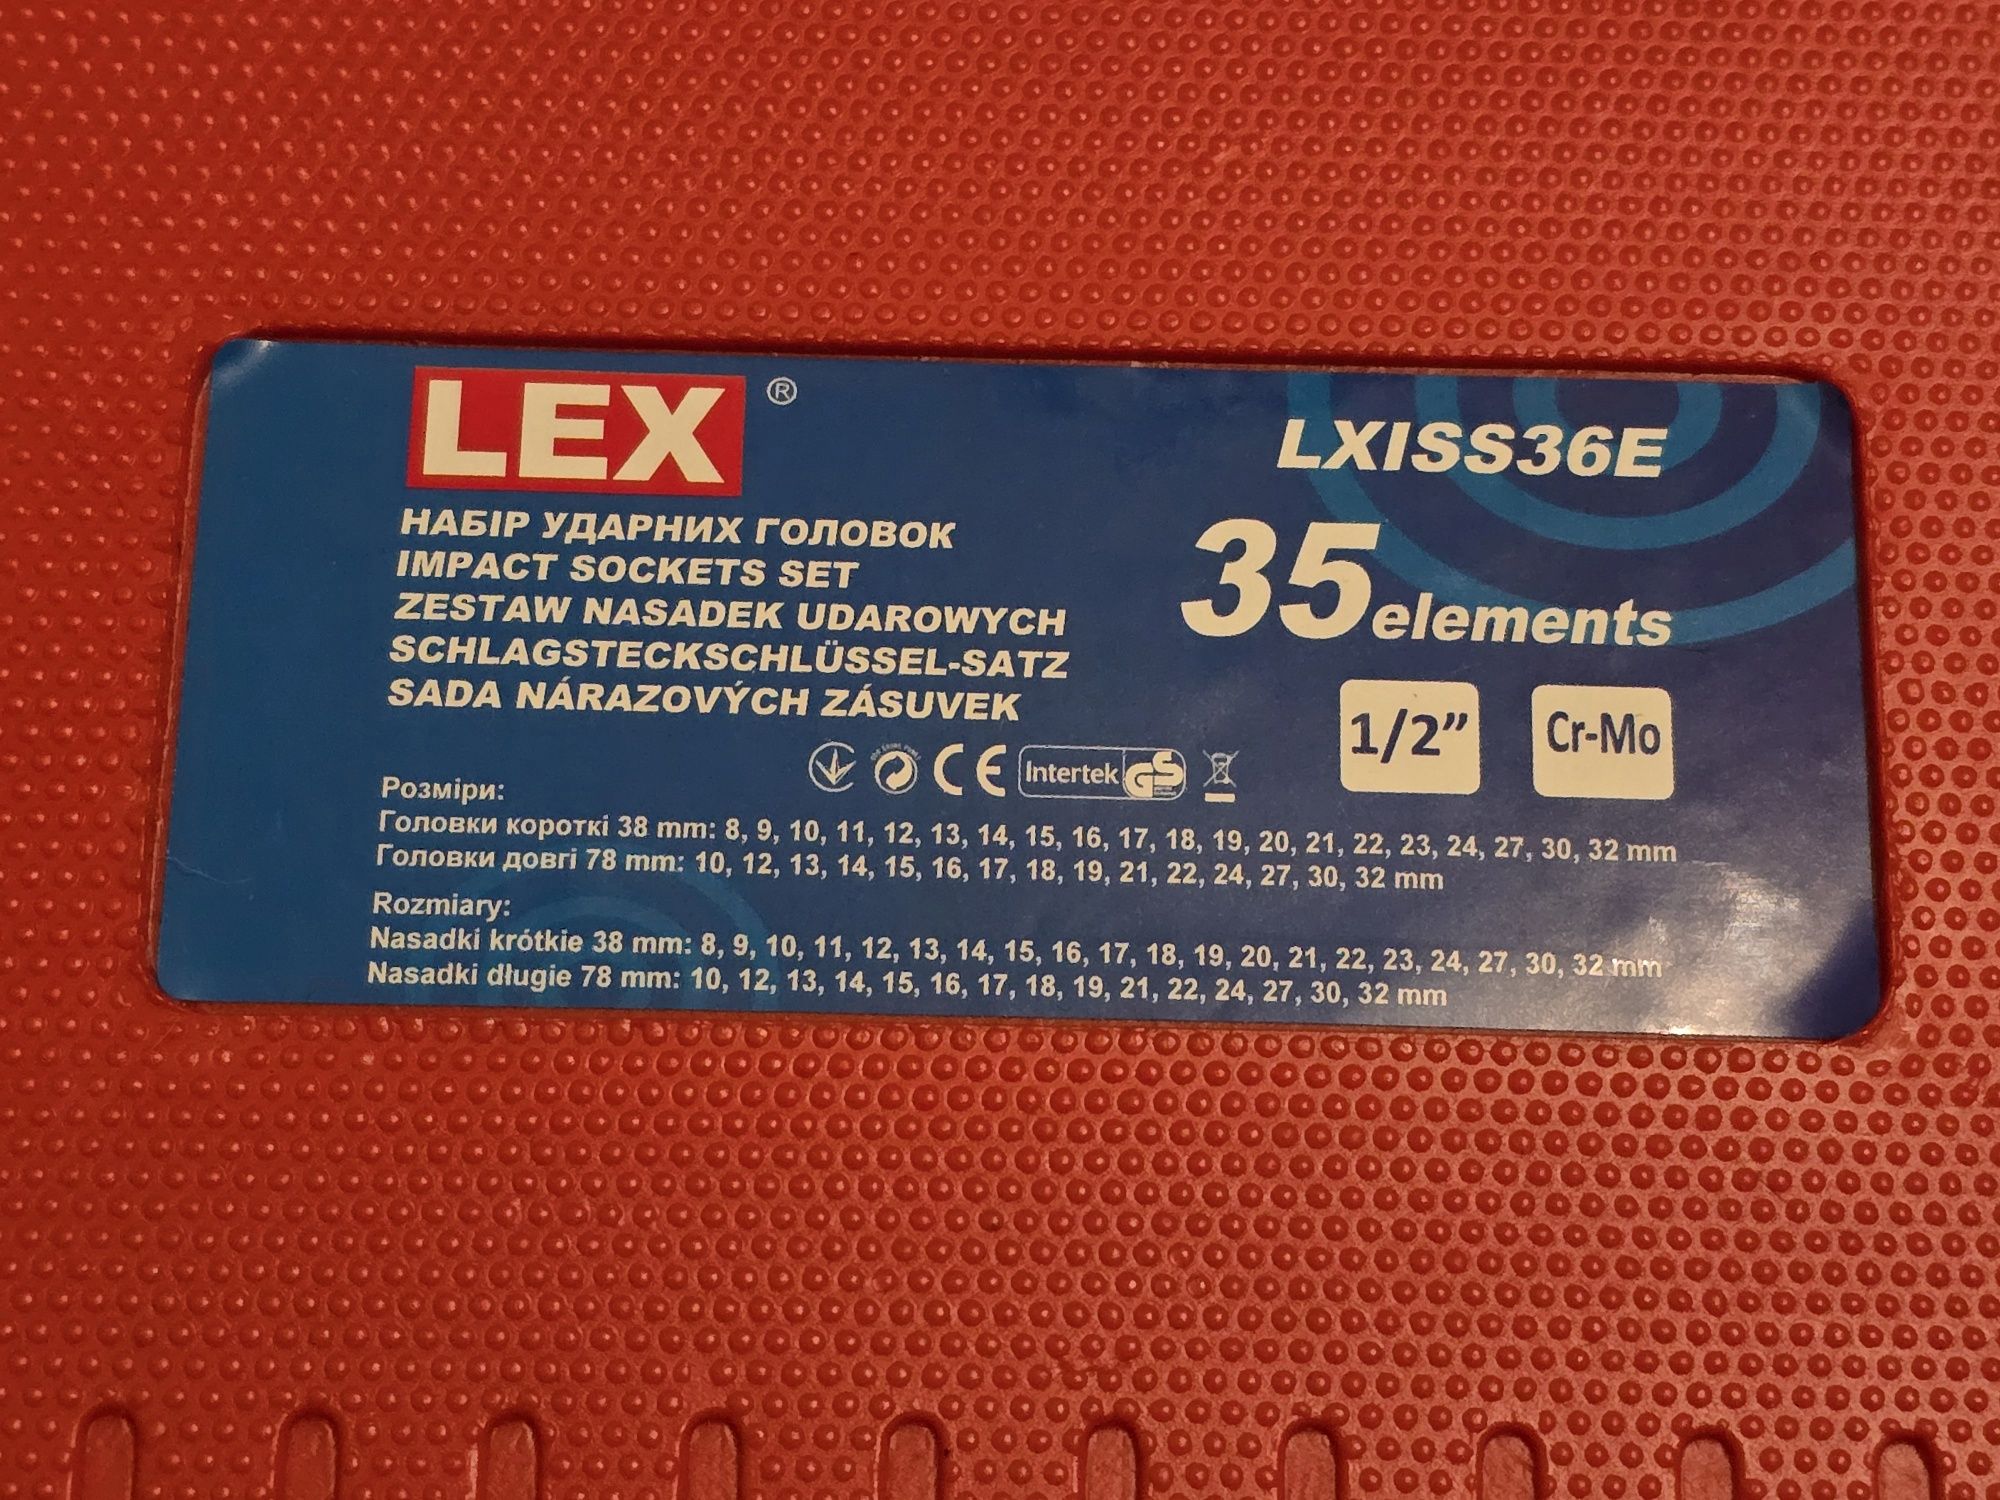 LEX ®
LXISS36E
НАБІР УДАРНИХ ГОЛОВОК
IMPACT SOCKETS SET
ZESTAW NASADEK UDAROWYCH
SCHLAGSTECKSCHLÜSSEL-SATZ
SADA NÁRAZOVÝCH ZÁSUVEK
35 elements
1/2”
Cr-Mo
CE Intertek GS
Розміри:
Головки короткі 38 mm: 8, 9, 10, 11, 12, 13, 14, 15, 16, 17, 18, 19, 20, 21, 22, 23, 24, 27, 30, 32 mm
Головки довгі 78 mm: 10, 12, 13, 14, 15, 16, 17, 18, 19, 21, 22, 24, 27, 30, 32 mm
Rozmiary:
Nasadki krótkie 38 mm: 8, 9, 10, 11, 12, 13, 14, 15, 16, 17, 18, 19, 20, 21, 22, 23, 24, 27, 30, 32 mm
Nasadki długie 78 mm: 10, 12, 13, 14, 15, 16, 17, 18, 19, 21, 22, 24, 27, 30, 32 mm